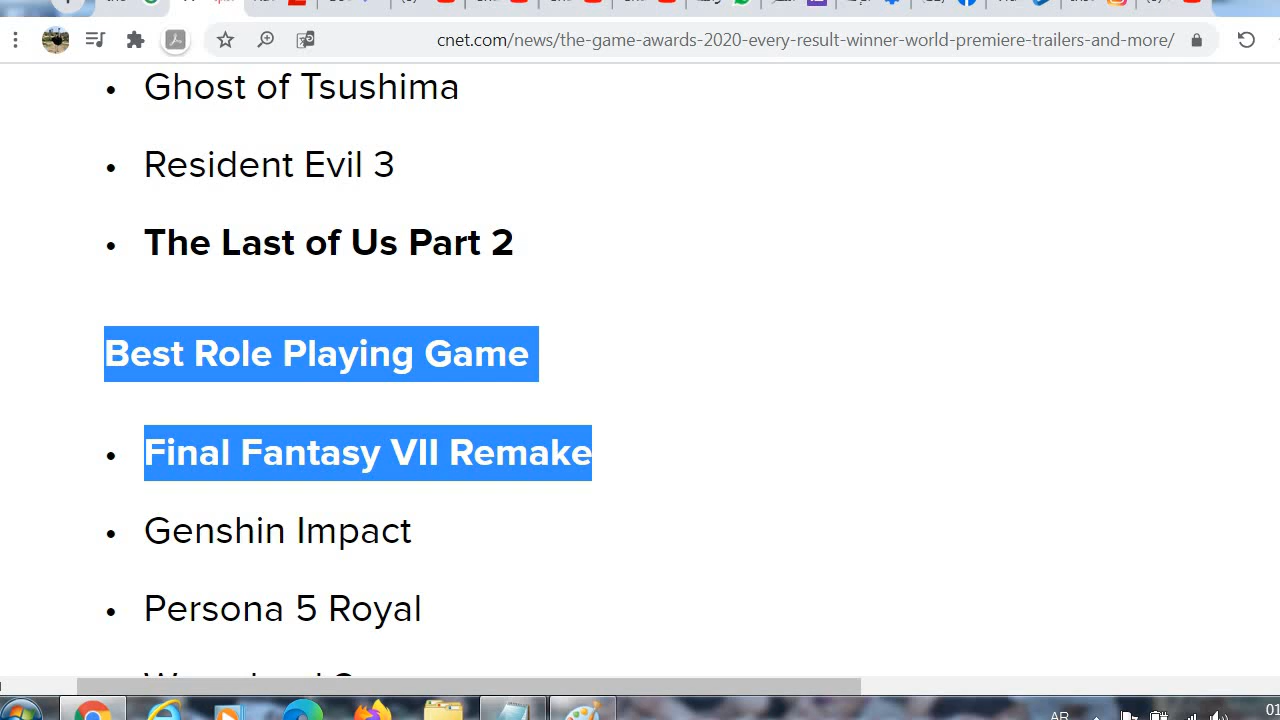 cnet.com/news/the-game-awards-2020-every-result-winner-world-premiere-trailers-and-more/
• Ghost of Tsushima
• Resident Evil 3
• The Last of Us Part 2
Best Role Playing Game
• Final Fantasy VII Remake
• Genshin Impact
• Persona 5 Royal
AR